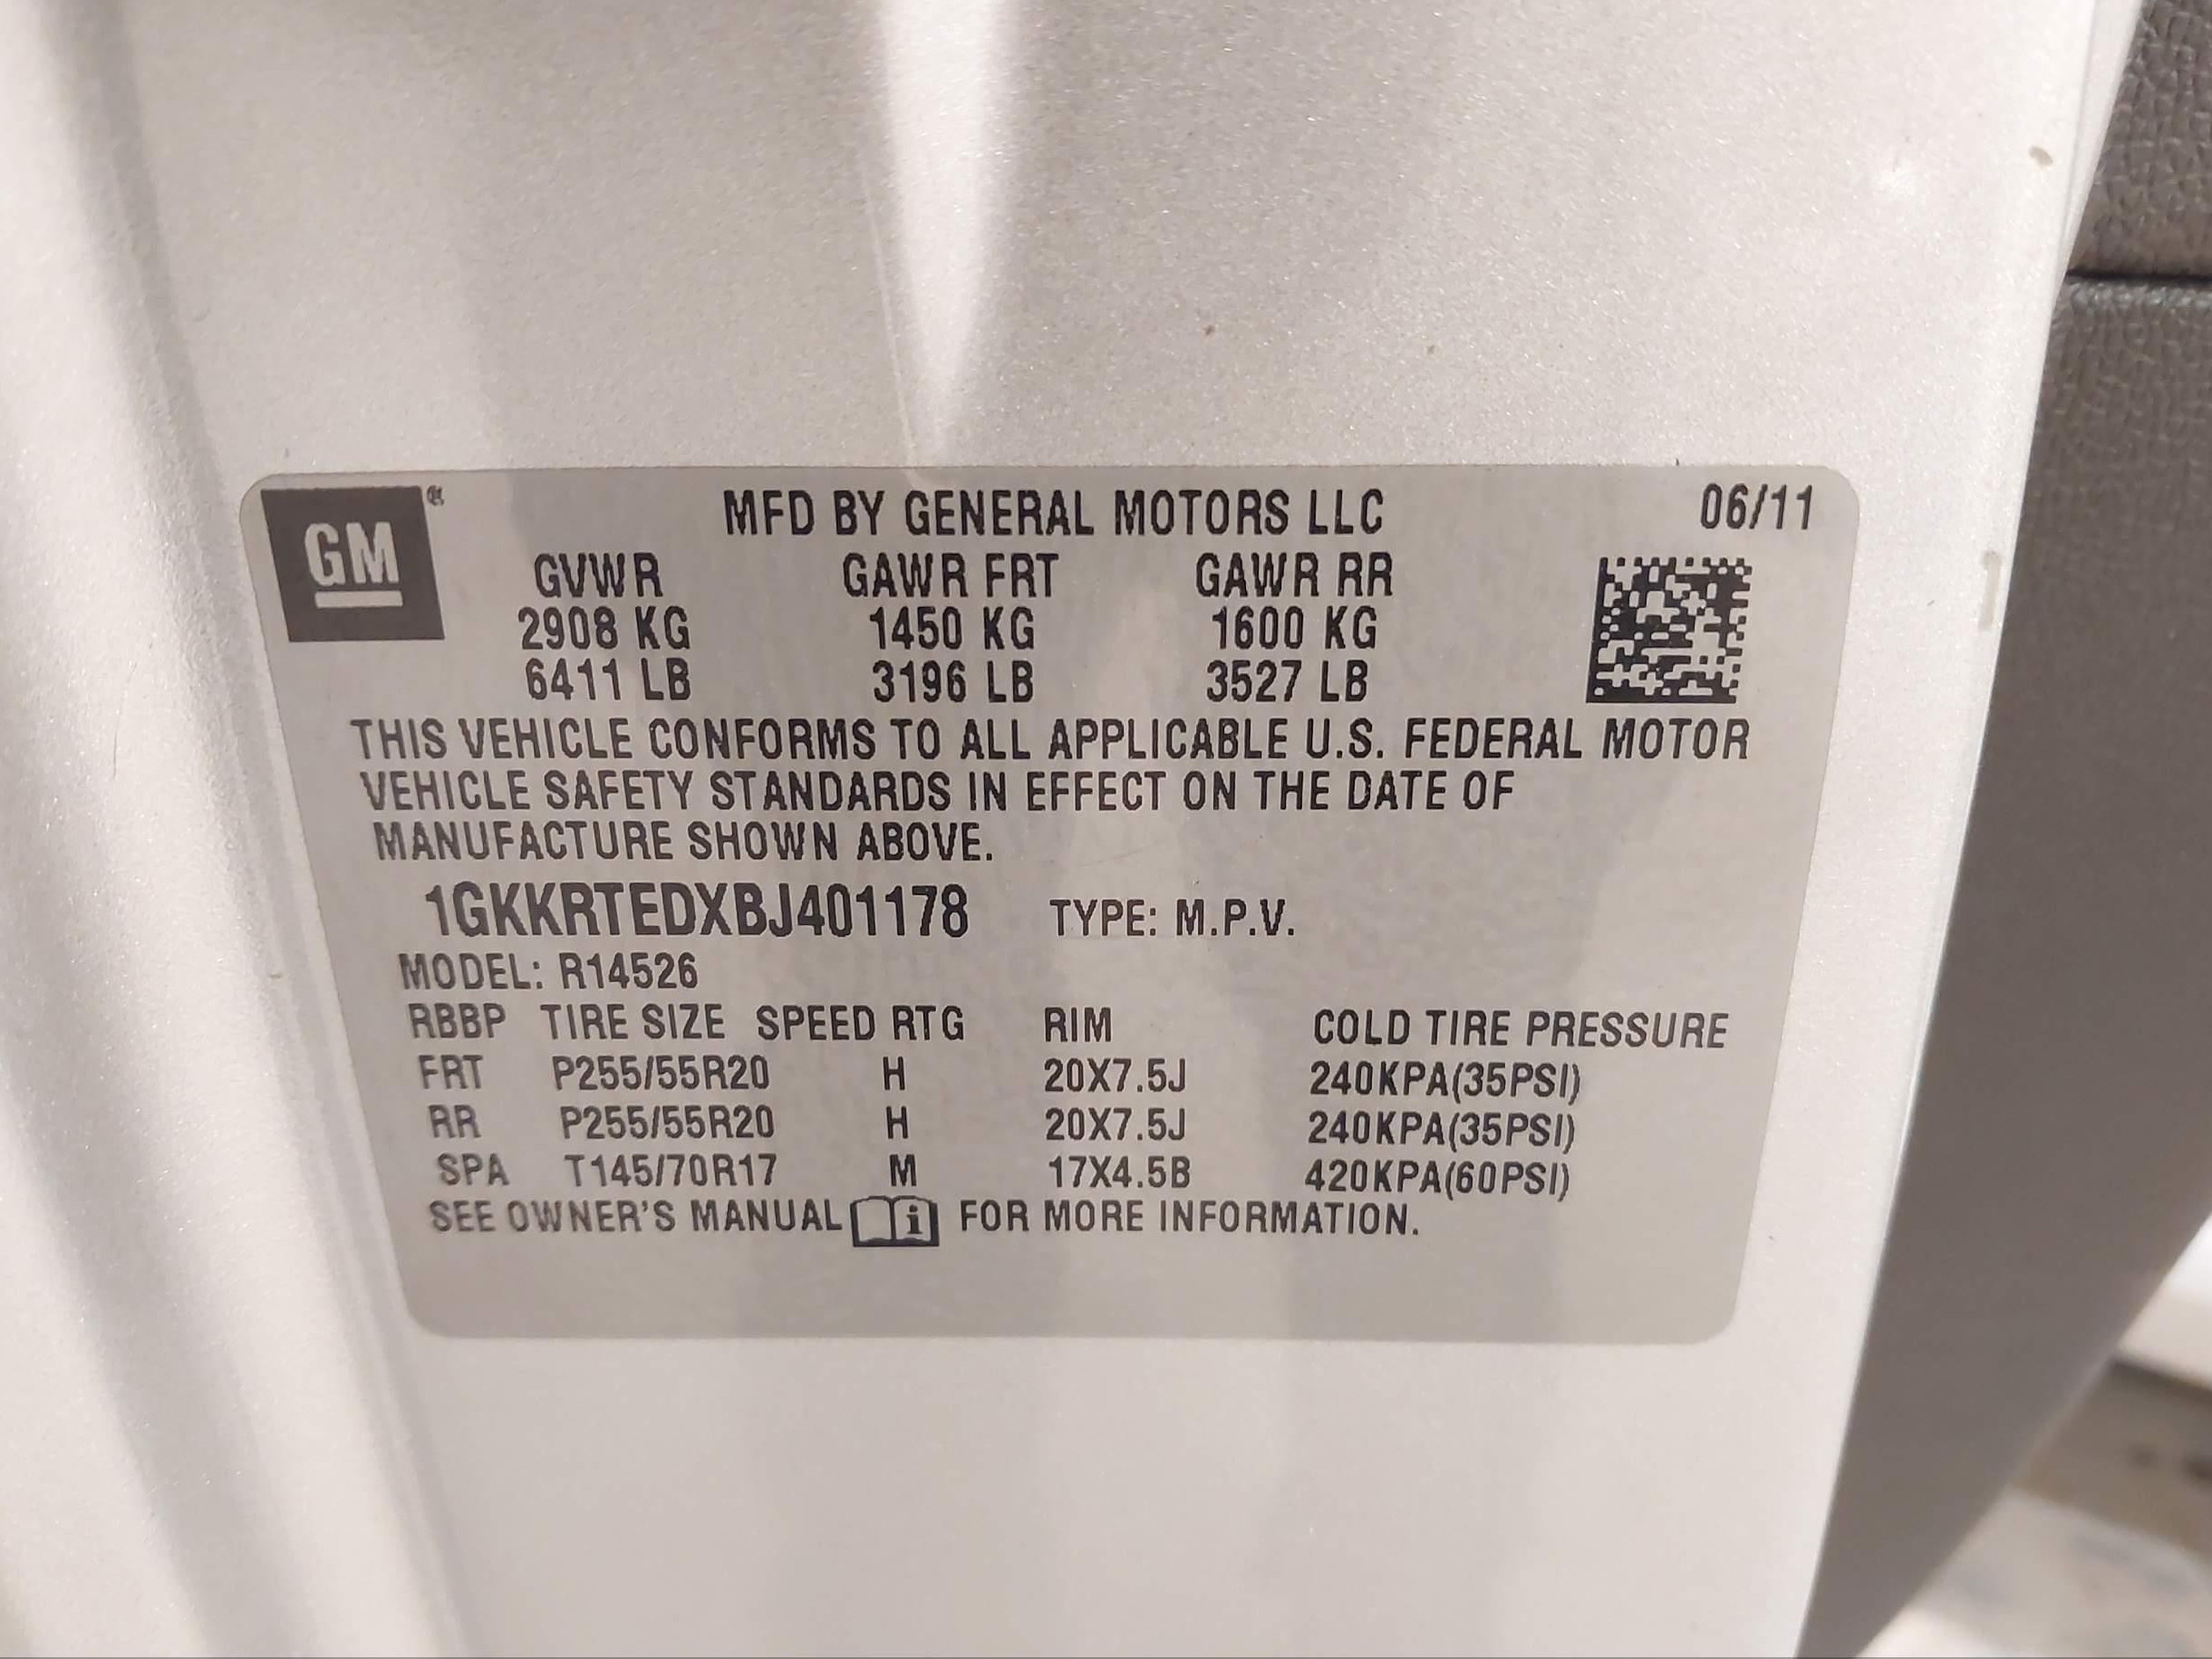 GM ® MFD BY GENERAL MOTORS LLC 06/11
GVWR GAWR FRT GAWR RR
2908 KG 1450 KG 1600 KG
6411 LB 3196 LB 3527 LB
THIS VEHICLE CONFORMS TO ALL APPLICABLE U.S. FEDERAL MOTOR
VEHICLE SAFETY STANDARDS IN EFFECT ON THE DATE OF
MANUFACTURE SHOWN ABOVE.
1GKKRTEDXBJ401178 TYPE: M.P.V.
MODEL: R14526
RBBP TIRE SIZE SPEED RTG RIM COLD TIRE PRESSURE
FRT P255/55R20 H 20X7.5J 240KPA(35PSI)
RR P255/55R20 H 20X7.5J 240KPA(35PSI)
SPA T145/70R17 M 17X4.5B 420KPA(60PSI)
SEE OWNER'S MANUAL i FOR MORE INFORMATION.